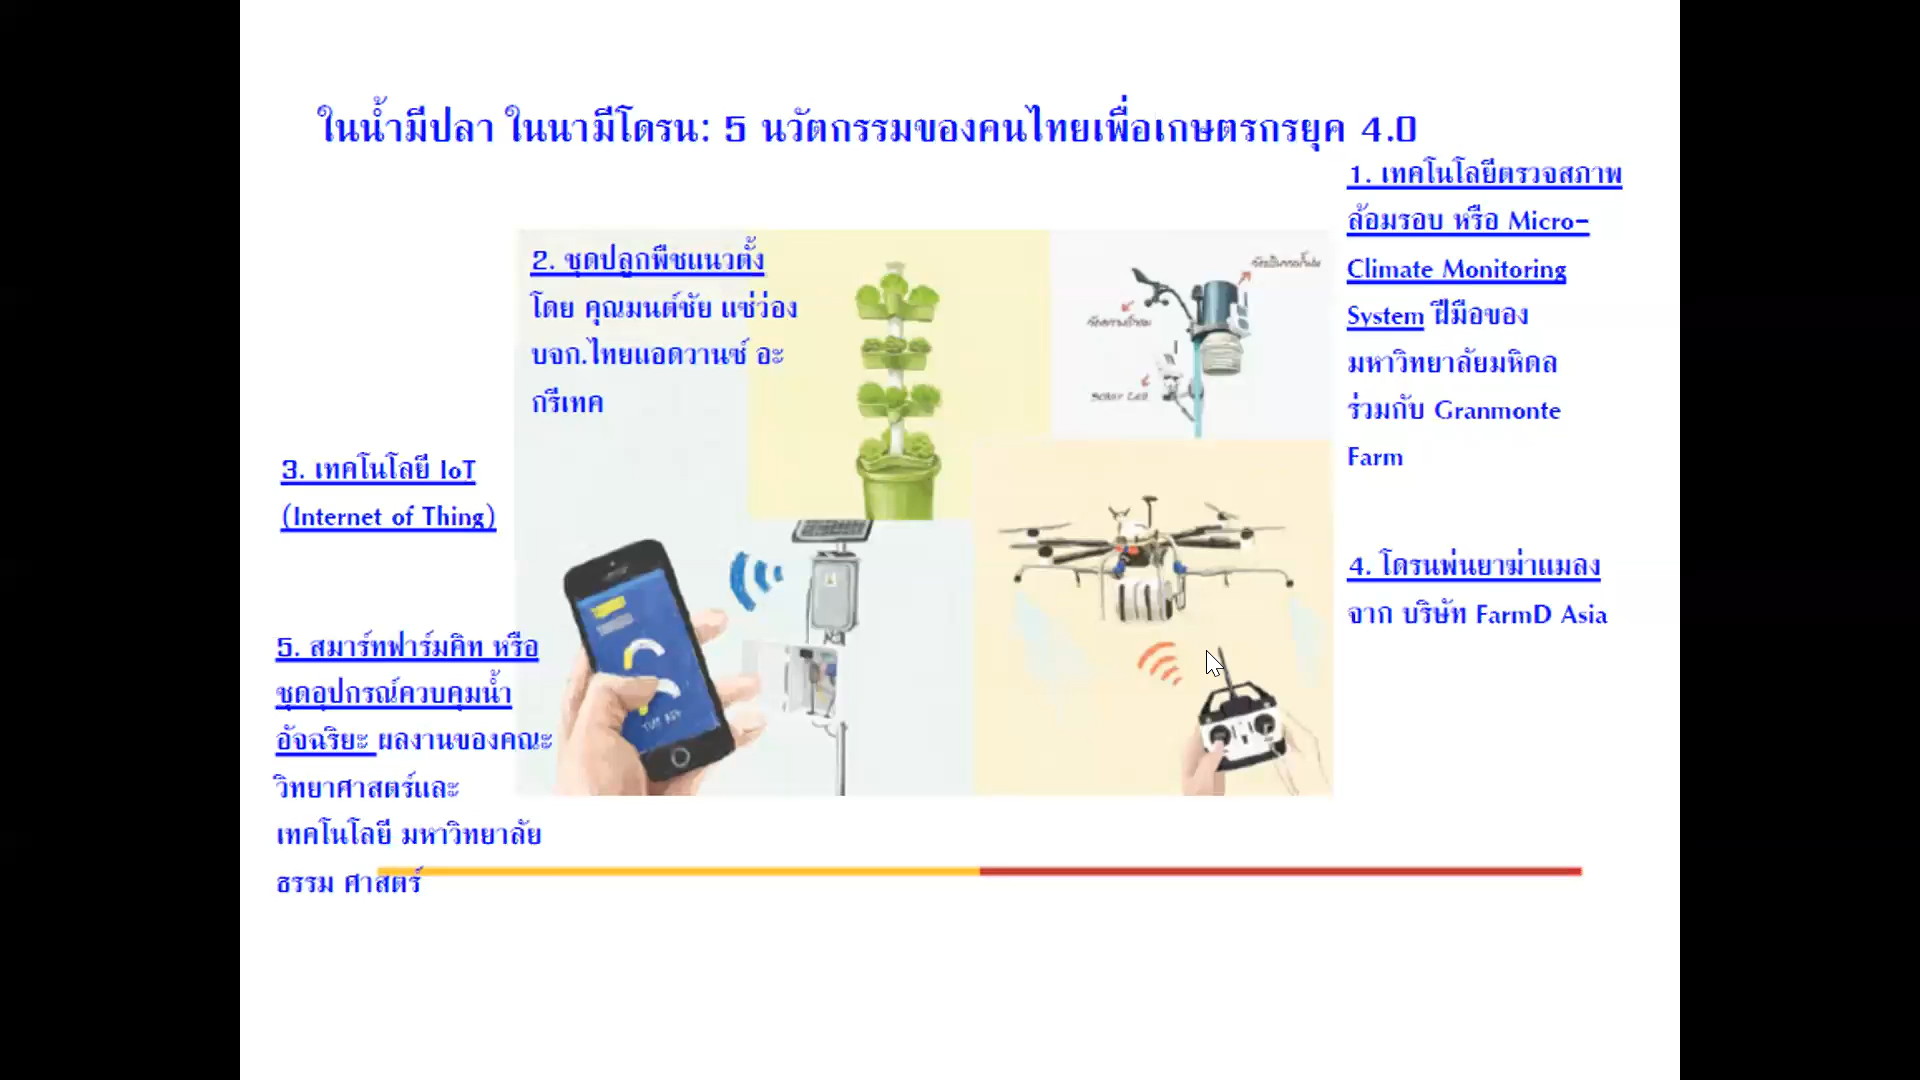 ในน้ำมีปลา ในนามีโดรน: 5 นวัตกรรมของคนไทยเพื่อเกษตรกรยุค 4.0
1. เทคโนโลยีตรวจสภาพ
ล้อมรอบ หรือ Micro-
Climate Monitoring
System ฝีมือของ
มหาวิทยาลัยมหิดล
ร่วมกับ Granmonte
Farm
2. ชุดปลูกพืชแนวตั้ง
โดย คุณมนต์ชัย แซ่ว่อง
บจก.ไทยแอดวานซ์ อะ
กรีเทค
3. เทคโนโลยี IoT
(Internet of Thing)
4. โดรนพ่นยาฆ่าแมลง
จาก บริษัท FarmD Asia
5. สมาร์ทฟาร์มคิท หรือ
ชุดอุปกรณ์ควบคุมน้ำ
อัจฉริยะ ผลงานของคณะ
วิทยาศาสตร์และ
เทคโนโลยี มหาวิทยาลัย
ธรรม ศาสตร์